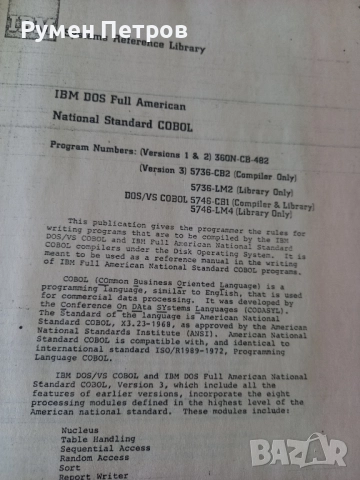 Румен Петров
IBM
Systems Reference Library
IBM DOS Full American
National Standard COBOL
Program Numbers: (Versions 1 & 2) 360N-CB-482
(Version 3) 5736-CB2 (Compiler Only)
5736-LM2 (Library Only)
DOS/VS COBOL 5746-CB1 (Compiler & Library)
5746-LM4 (Library Only)
This publication gives the programmer the rules for
writing programs that are to be compiled by the IBM
DOS/VS COBOL and IBM DOS Full American National Standard
COBOL compilers under the Disk Operating System. It is
meant to be used as a reference manual in the writing
of IBM Full American National Standard COBOL programs.
COBOL (COmmon Business Oriented Language) is a
programming language, similar to English, that is used
for commercial data processing. It was developed by
the Conference On DAta SYstems Languages (CODASYL).
The Standard of the language is American National
Standard COBOL, X3.23-1968, as approved by the American
National Standards Institute (ANSI). American National
Standard COBOL is compatible with, and identical to
international standard ISO/R1989-1972, Programming
Language COBOL.
IBM DOS/VS COBOL and IBM DOS Full American National
Standard COBOL, Version 3, which include all the
features of earlier versions, incorporate the eight
processing modules defined in the highest level of the
American national standard. These modules include:
Nucleus
Table Handling
Sequential Access
Random Access
Sort
Report Writer
bazar